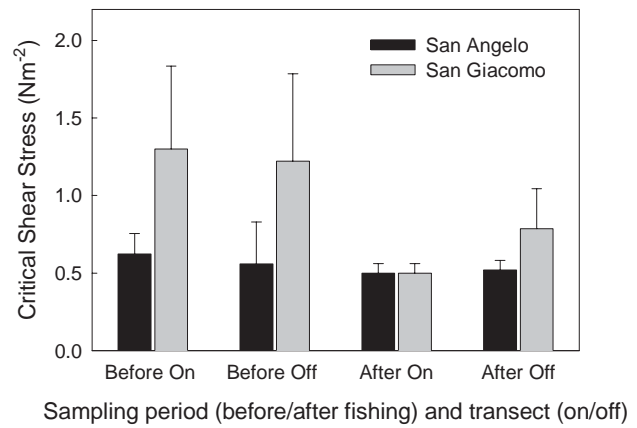 2.0
1.5
1.0
0.5
0.0
Critical Shear Stress (Nm-2)
San Angelo
San Giacomo
Before On Before Off After On After Off
Sampling period (before/after fishing) and transect (on/off)